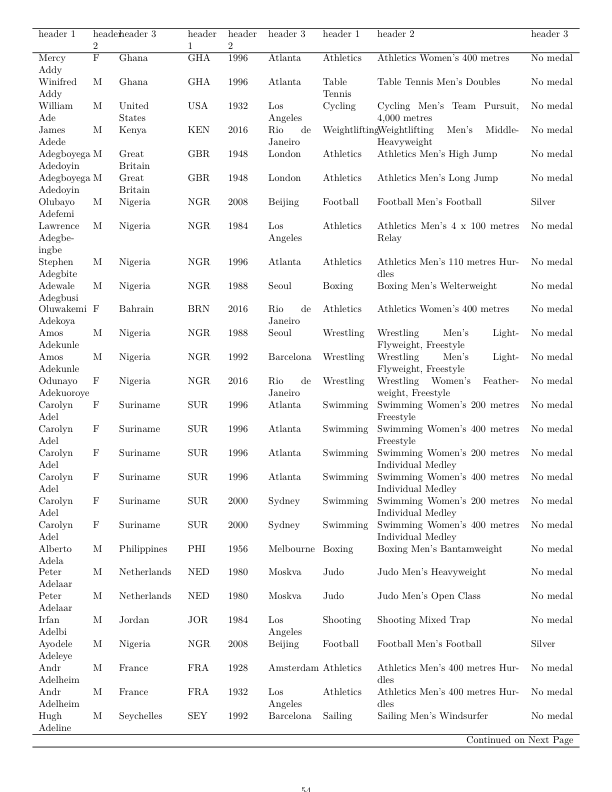 header 1 header 2 header 3 header 1 header 2 header 3 header 1 header 2 header 3
Mercy Addy F Ghana GHA 1996 Atlanta Athletics Athletics Women's 400 metres No medal
Winifred Addy M Ghana GHA 1996 Atlanta Table Tennis Table Tennis Men's Doubles No medal
William Ade M United States USA 1932 Los Angeles Cycling Cycling Men's Team Pursuit, 4,000 metres No medal
James Adede M Kenya KEN 2016 Rio de Janeiro Weightlifting Weightlifting Men's Middle-Heavyweight No medal
Adegboyega Adedoyin M Great Britain GBR 1948 London Athletics Athletics Men's High Jump No medal
Adegboyega Adedoyin M Great Britain GBR 1948 London Athletics Athletics Men's Long Jump No medal
Olubayo Adefemi M Nigeria NGR 2008 Beijing Football Football Men's Football Silver
Lawrence Adegbe-ingbe M Nigeria NGR 1984 Los Angeles Athletics Athletics Men's 4 x 100 metres Relay No medal
Stephen Adegbite M Nigeria NGR 1996 Atlanta Athletics Athletics Men's 110 metres Hur-dles No medal
Adewale Adegbusi M Nigeria NGR 1988 Seoul Boxing Boxing Men's Welterweight No medal
Oluwakemi Adekoya F Bahrain BRN 2016 Rio de Janeiro Athletics Athletics Women's 400 metres No medal
Amos Adekunle M Nigeria NGR 1988 Seoul Wrestling Wrestling Men's Light-Flyweight, Freestyle No medal
Amos Adekunle M Nigeria NGR 1992 Barcelona Wrestling Wrestling Men's Light-Flyweight, Freestyle No medal
Odunayo Adekuoroye F Nigeria NGR 2016 Rio de Janeiro Wrestling Wrestling Women's Feather-weight, Freestyle No medal
Carolyn Adel F Suriname SUR 1996 Atlanta Swimming Swimming Women's 200 metres Freestyle No medal
Carolyn Adel F Suriname SUR 1996 Atlanta Swimming Swimming Women's 400 metres Freestyle No medal
Carolyn Adel F Suriname SUR 1996 Atlanta Swimming Swimming Women's 200 metres Individual Medley No medal
Carolyn Adel F Suriname SUR 1996 Atlanta Swimming Swimming Women's 400 metres Individual Medley No medal
Carolyn Adel F Suriname SUR 2000 Sydney Swimming Swimming Women's 200 metres Individual Medley No medal
Carolyn Adel F Suriname SUR 2000 Sydney Swimming Swimming Women's 400 metres Individual Medley No medal
Alberto Adela M Philippines PHI 1956 Melbourne Boxing Boxing Men's Bantamweight No medal
Peter Adelaar M Netherlands NED 1980 Moskva Judo Judo Men's Heavyweight No medal
Peter Adelaar M Netherlands NED 1980 Moskva Judo Judo Men's Open Class No medal
Irfan Adelbi M Jordan JOR 1984 Los Angeles Shooting Shooting Mixed Trap No medal
Ayodele Adeleye M Nigeria NGR 2008 Beijing Football Football Men's Football Silver
Andr Adelheim M France FRA 1928 Amsterdam Athletics Athletics Men's 400 metres Hur-dles No medal
Andr Adelheim M France FRA 1932 Los Angeles Athletics Athletics Men's 400 metres Hur-dles No medal
Hugh Adeline M Seychelles SEY 1992 Barcelona Sailing Sailing Men's Windsurfer No medal
Continued on Next Page
54